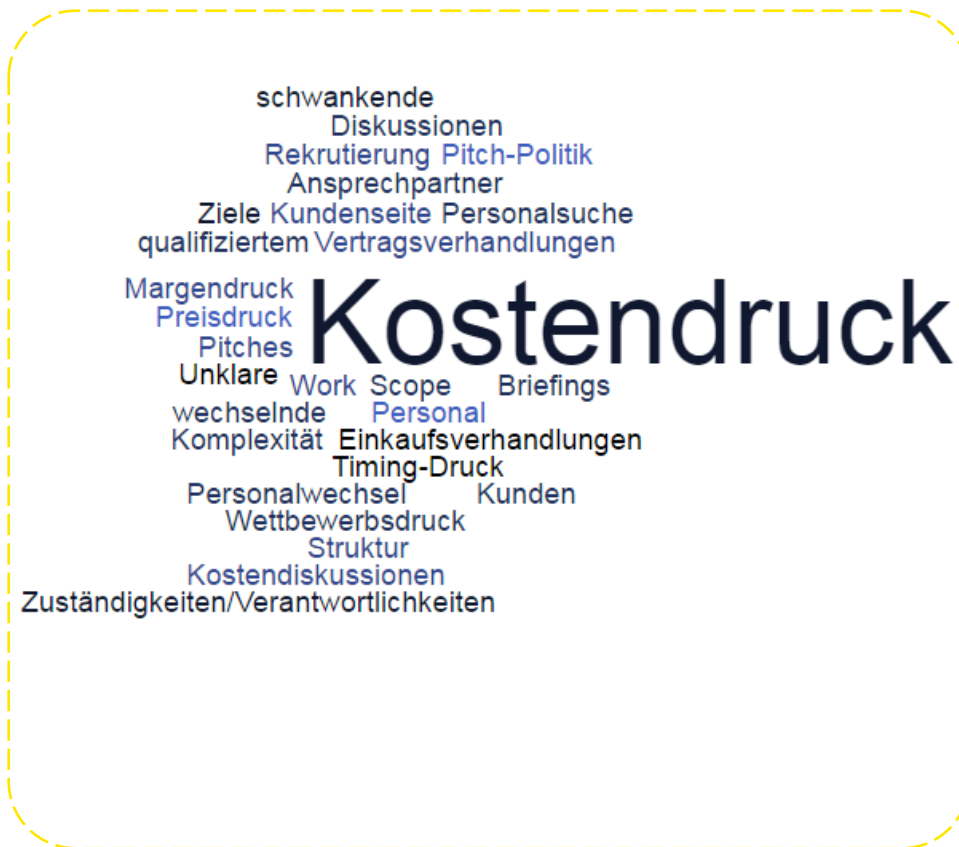 schwankende
Diskussionen
Rekrutierung Pitch-Politik
Ansprechpartner
Ziele Kundenseite Personalsuche
qualifiziertem Vertragsverhandlungen
Margendruck
Preisdruck
Pitches
Kostendruck
Unklare
Work Scope Briefings
wechselnde Personal
Komplexität Einkaufsverhandlungen
Timing-Druck
Personalwechsel Kunden
Wettbewerbsdruck
Struktur
Kostendiskussionen
Zuständigkeiten/Verantwortlichkeiten